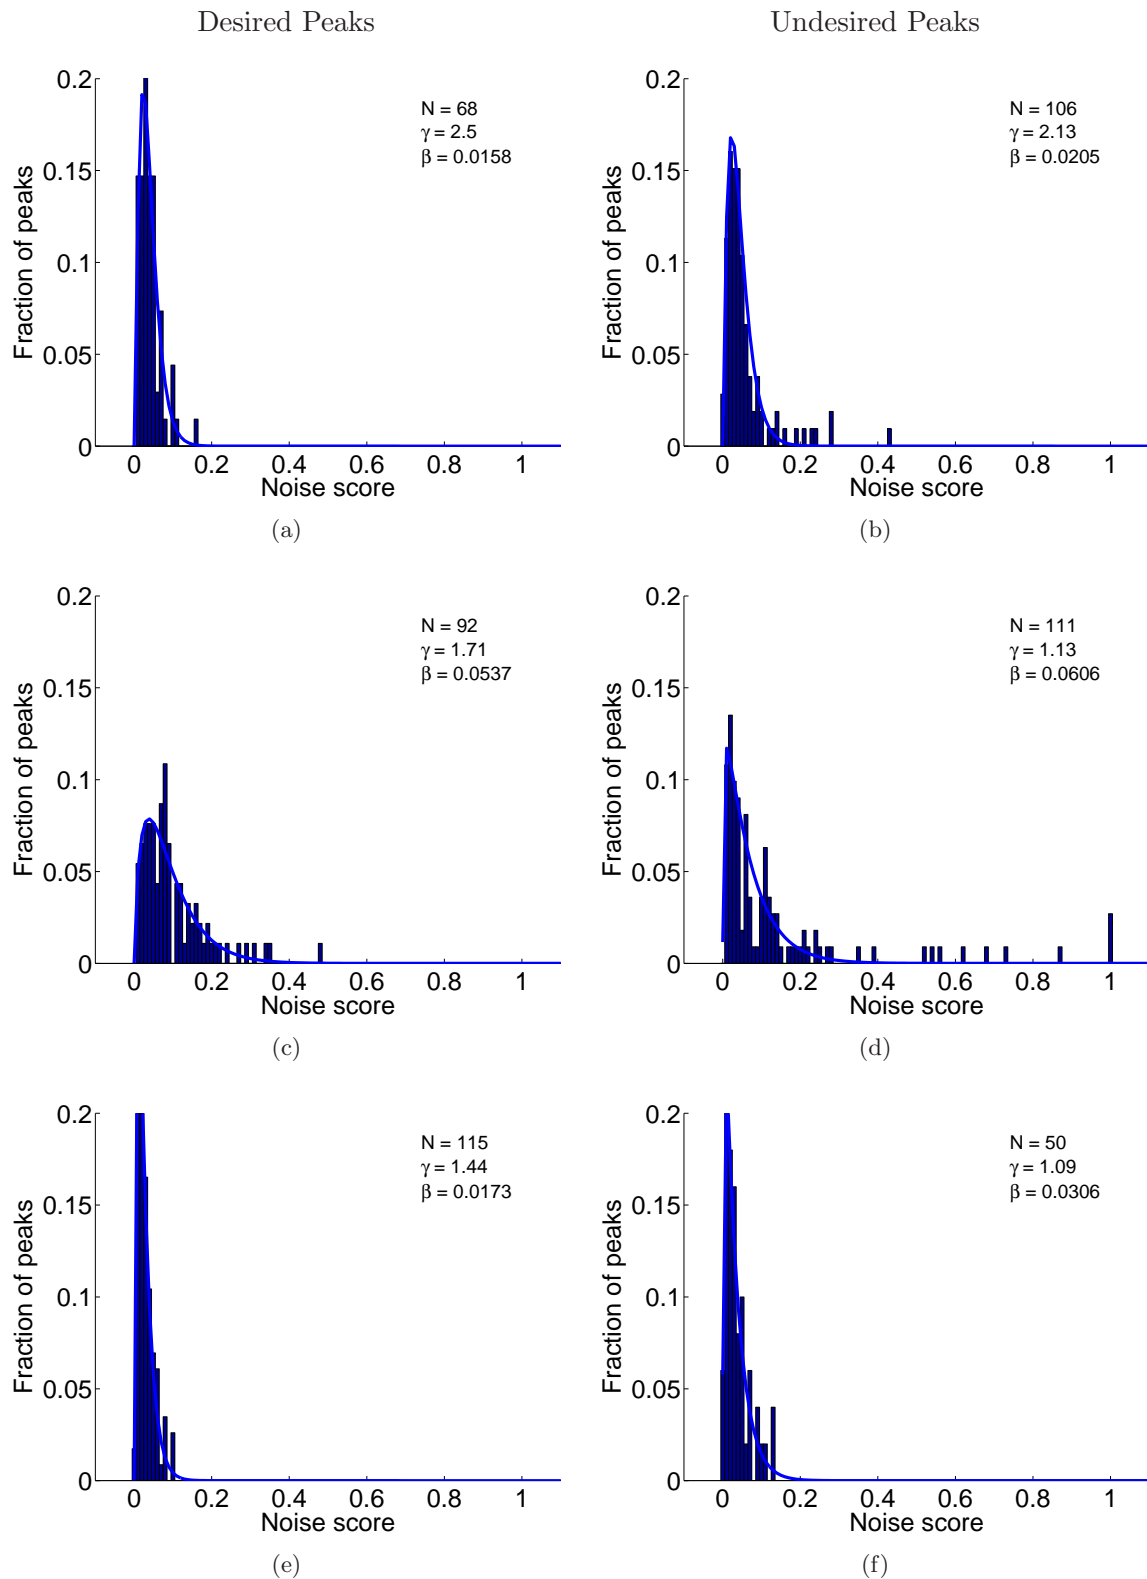 Desired Peaks
Undesired Peaks
0.2
0.15
0.1
0.05
0
Fraction of peaks
N = 68
γ = 2.5
β = 0.0158
0 0.2 0.4 0.6 0.8 1
Noise score
(a)
0.2
0.15
0.1
0.05
0
Fraction of peaks
N = 106
γ = 2.13
β = 0.0205
0 0.2 0.4 0.6 0.8 1
Noise score
(b)
0.2
0.15
0.1
0.05
0
Fraction of peaks
N = 92
γ = 1.71
β = 0.0537
0 0.2 0.4 0.6 0.8 1
Noise score
(c)
0.2
0.15
0.1
0.05
0
Fraction of peaks
N = 111
γ = 1.13
β = 0.0606
0 0.2 0.4 0.6 0.8 1
Noise score
(d)
0.2
0.15
0.1
0.05
0
Fraction of peaks
N = 115
γ = 1.44
β = 0.0173
0 0.2 0.4 0.6 0.8 1
Noise score
(e)
0.2
0.15
0.1
0.05
0
Fraction of peaks
N = 50
γ = 1.09
β = 0.0306
0 0.2 0.4 0.6 0.8 1
Noise score
(f)